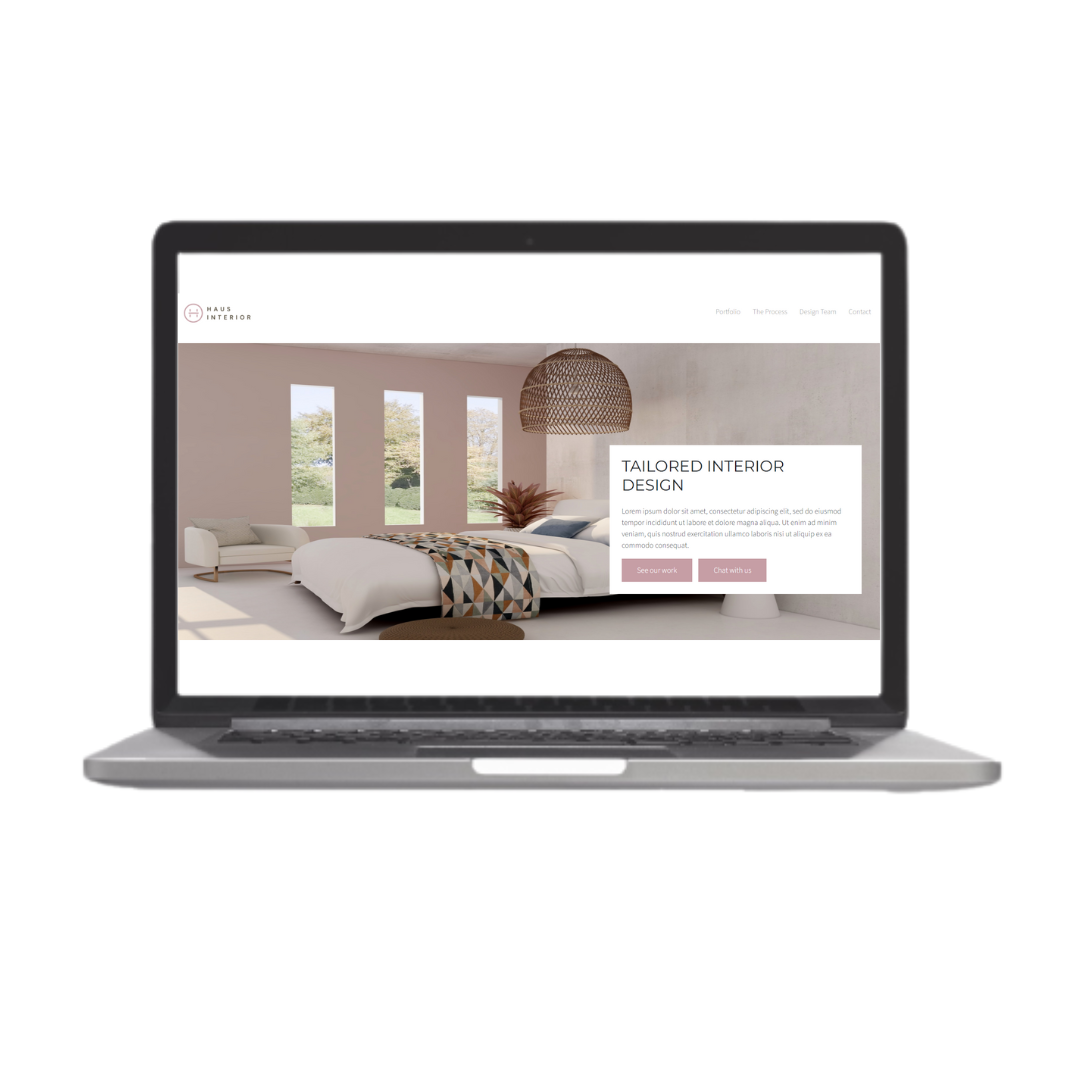 HAUS
INTERIOR
Portfolio The Process Design Team Contact
TAILORED INTERIOR
DESIGN
Lorem ipsum dolor sit amet, consectetur adipiscing elit, sed do eiusmod
tempor incididunt ut labore et dolore magna aliqua. Ut enim ad minim
veniam, quis nostrud exercitation ullamco laboris nisi ut aliquip ex ea
commodo consequat.
See our work Chat with us